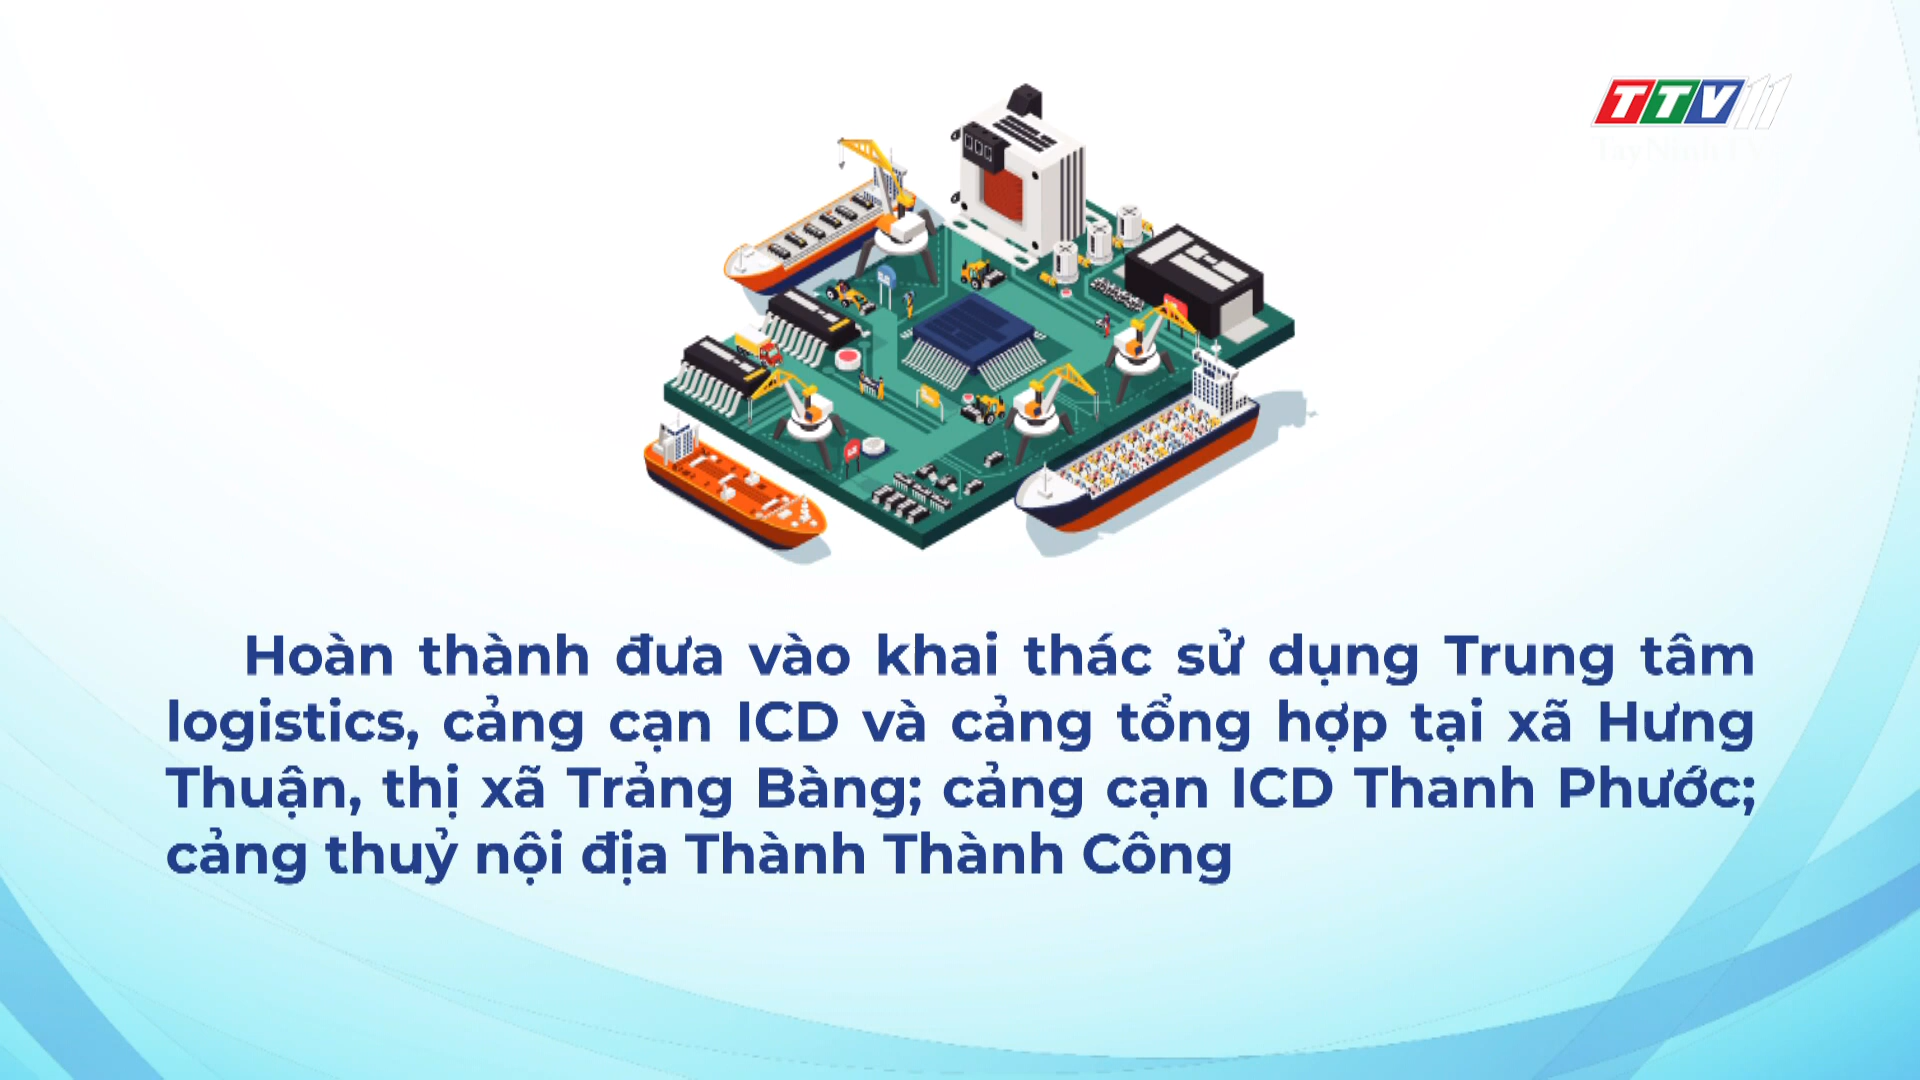 TTV11
TayNinhTV
Hoàn thành đưa vào khai thác sử dụng Trung tâm
logistics, cảng cạn ICD và cảng tổng hợp tại xã Hưng
Thuận, thị xã Trảng Bàng; cảng cạn ICD Thanh Phước;
cảng thuỷ nội địa Thành Thành Công